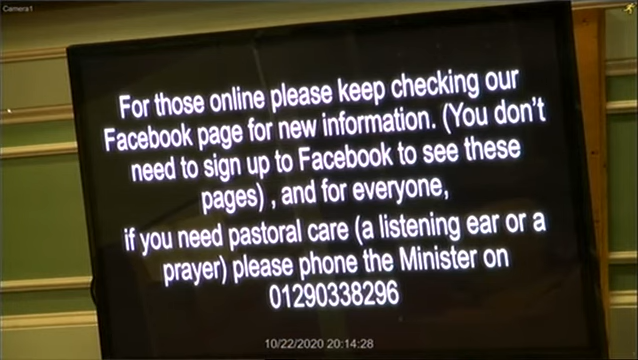 Camera1
For those online please keep checking our
Facebook page for new information. (You don't
need to sign up to Facebook to see these
pages) , and for everyone,
if you need pastoral care (a listening ear or a
prayer) please phone the Minister on
01290338296
10/22/2020 20:14:28